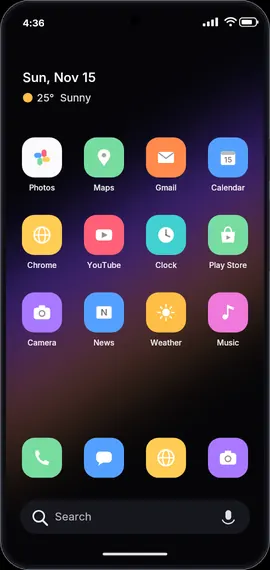 4:36
Sun, Nov 15
25° Sunny
15
Photos Maps Gmail Calendar
Chrome YouTube Clock Play Store
N
Camera News Weather Music
Search